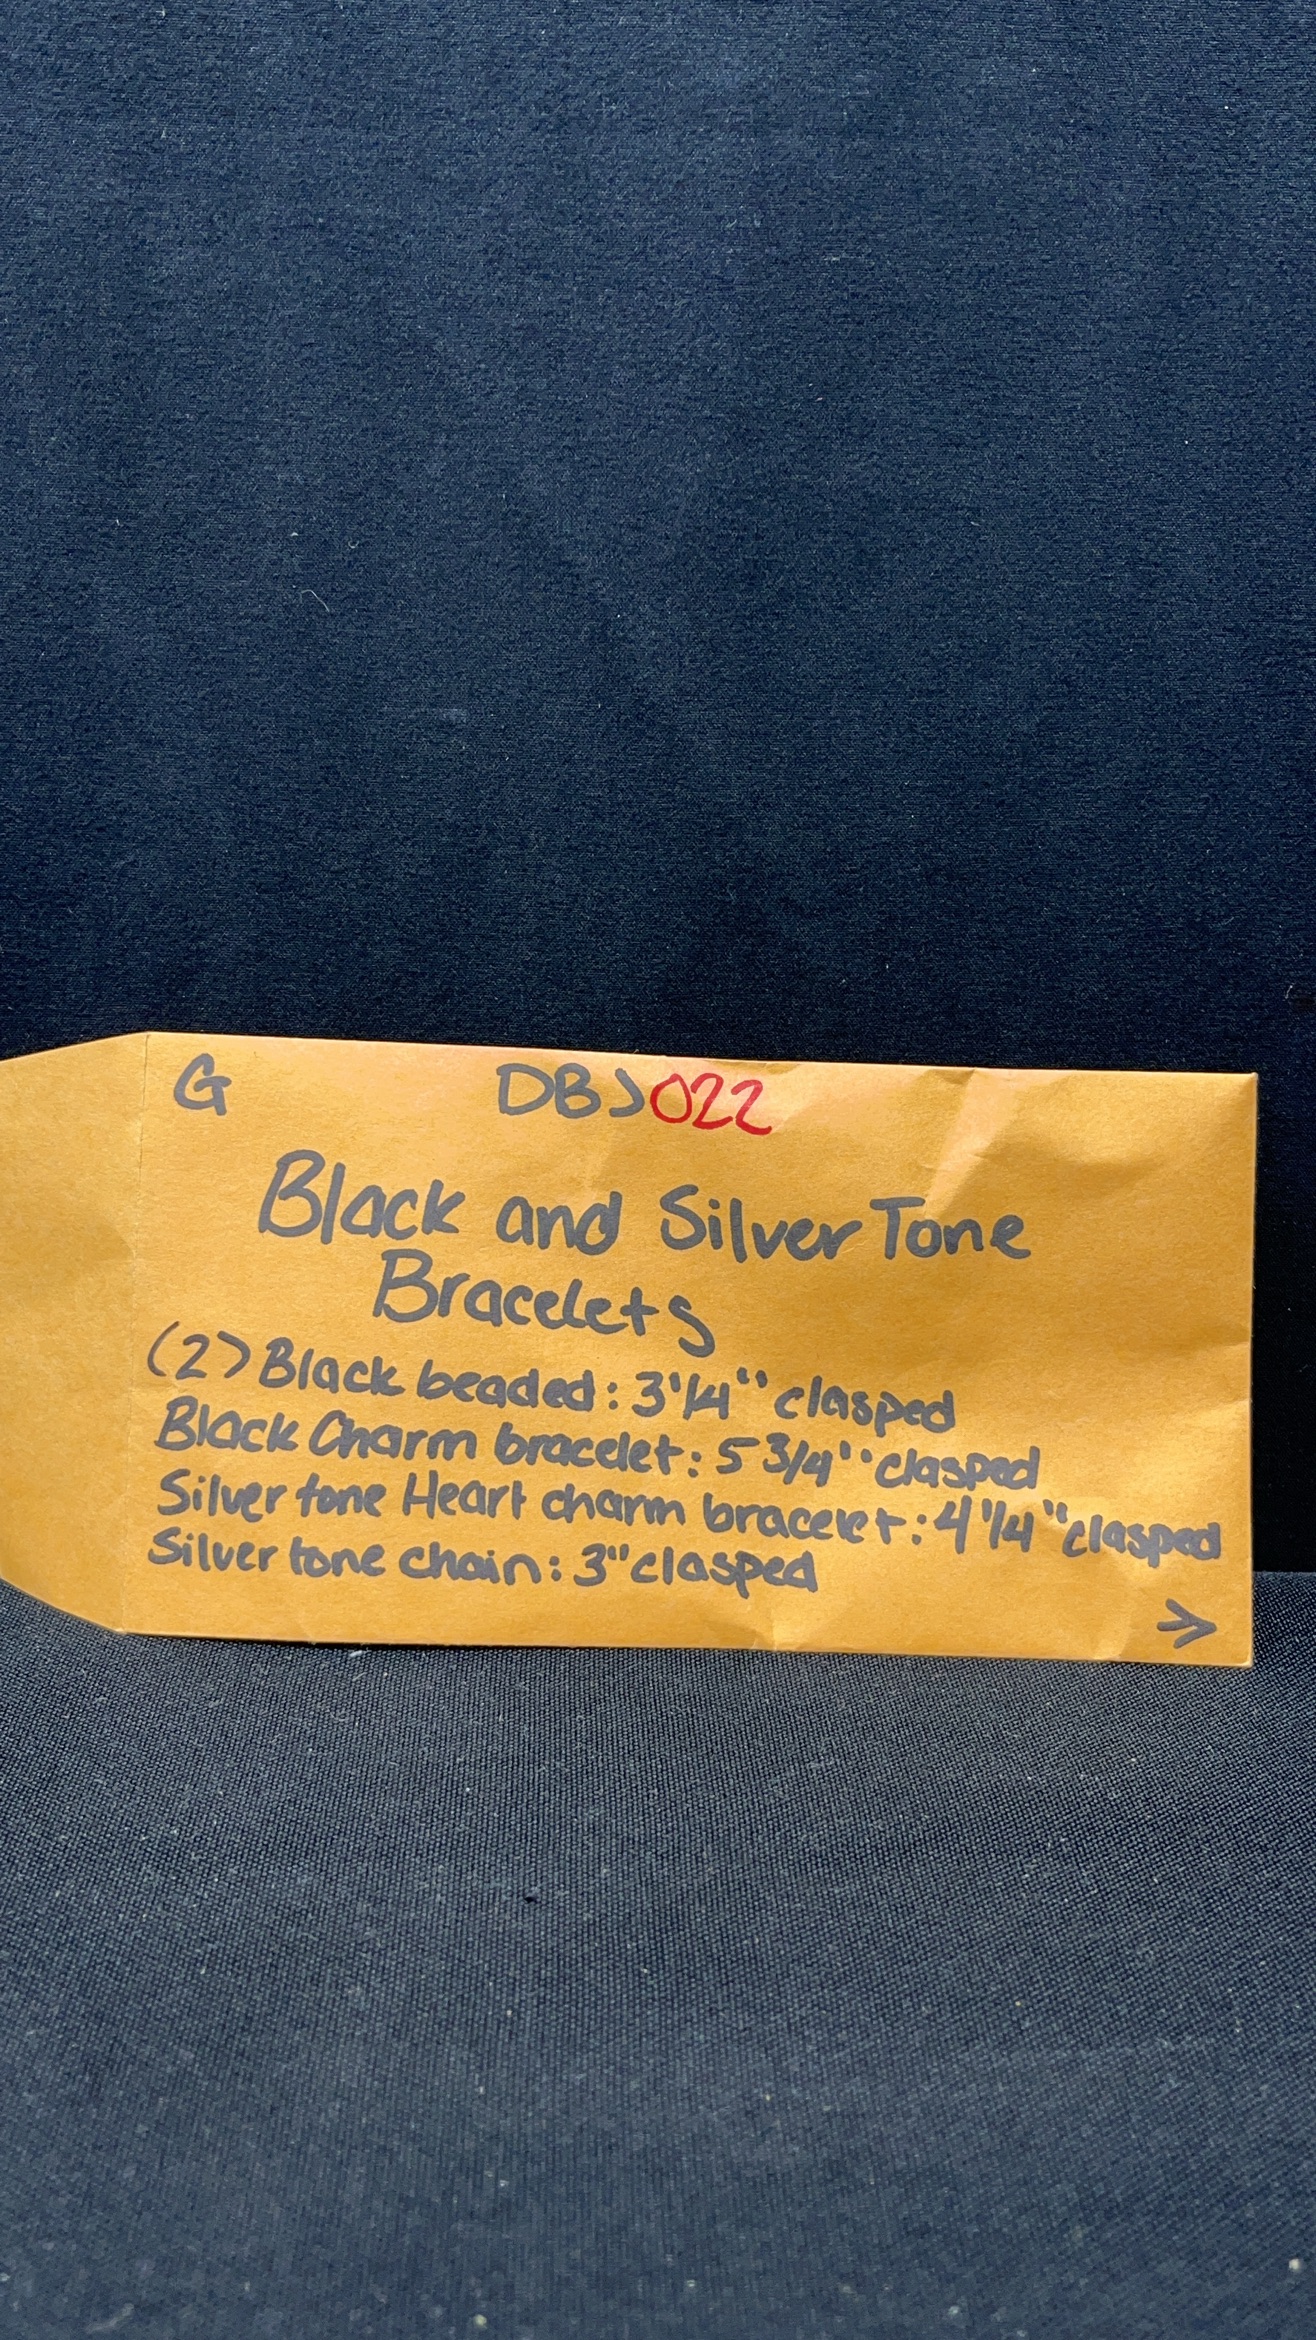 G DBJ022
Black and Silver Tone
Bracelets
(2) Black beaded: 3 1/4" clasped
Black Charm bracelet: 5 3/4" clasped
Silver tone Heart charm bracelet: 4 1/4" clasped
Silver tone chain: 3" clasped
→